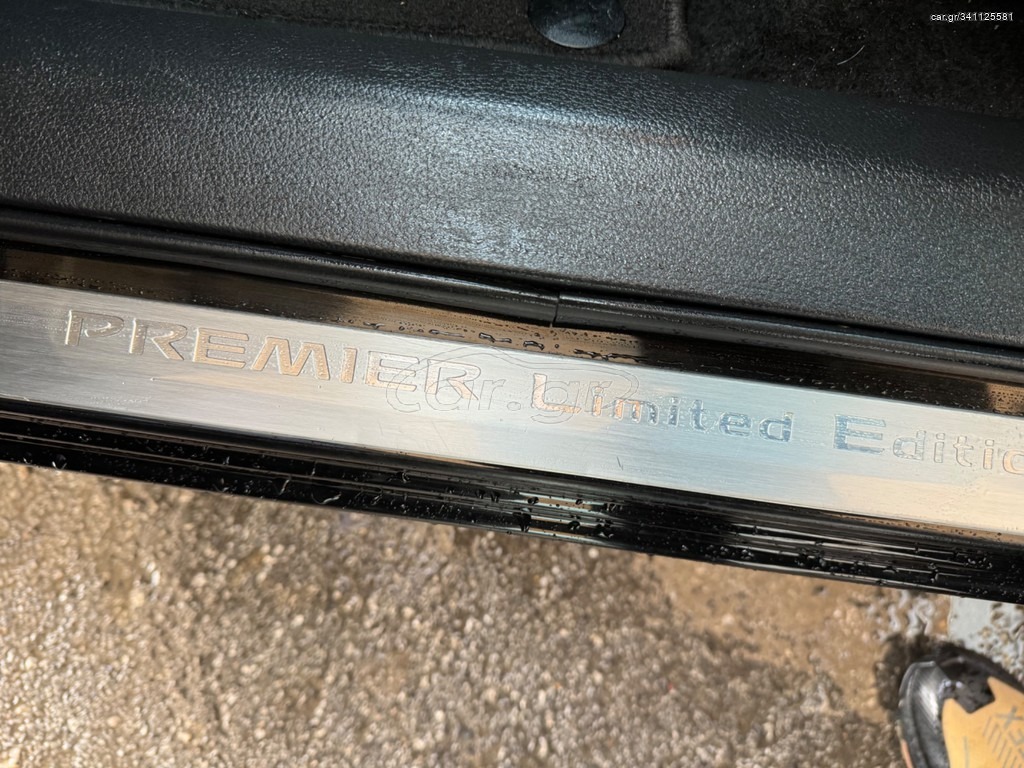 car.gr/341125581
PREMIER Limited Editio
car.gr